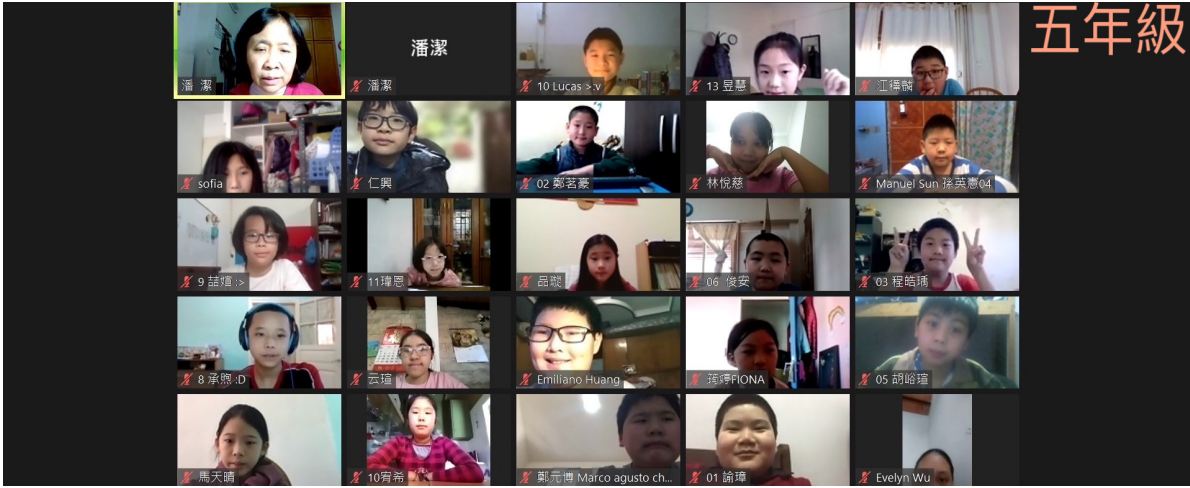 五年級
潘 潔
潘潔
潘潔
10 Lucas >:v
13 昱慧
sofia
仁興
02 鄭茗豪
林悅慈
Manuel Sun 孫英憲04
9 喆媗 :>
11瑋恩
品璇
06 俊安
03 程皓瑀
8 承煦 :D
云瑄
Emiliano Huang
筠婷FIONA
05 胡峪瑄
馬天晴
10宥希
鄭元博 Marco agusto ch...
01 諭璋
Evelyn Wu